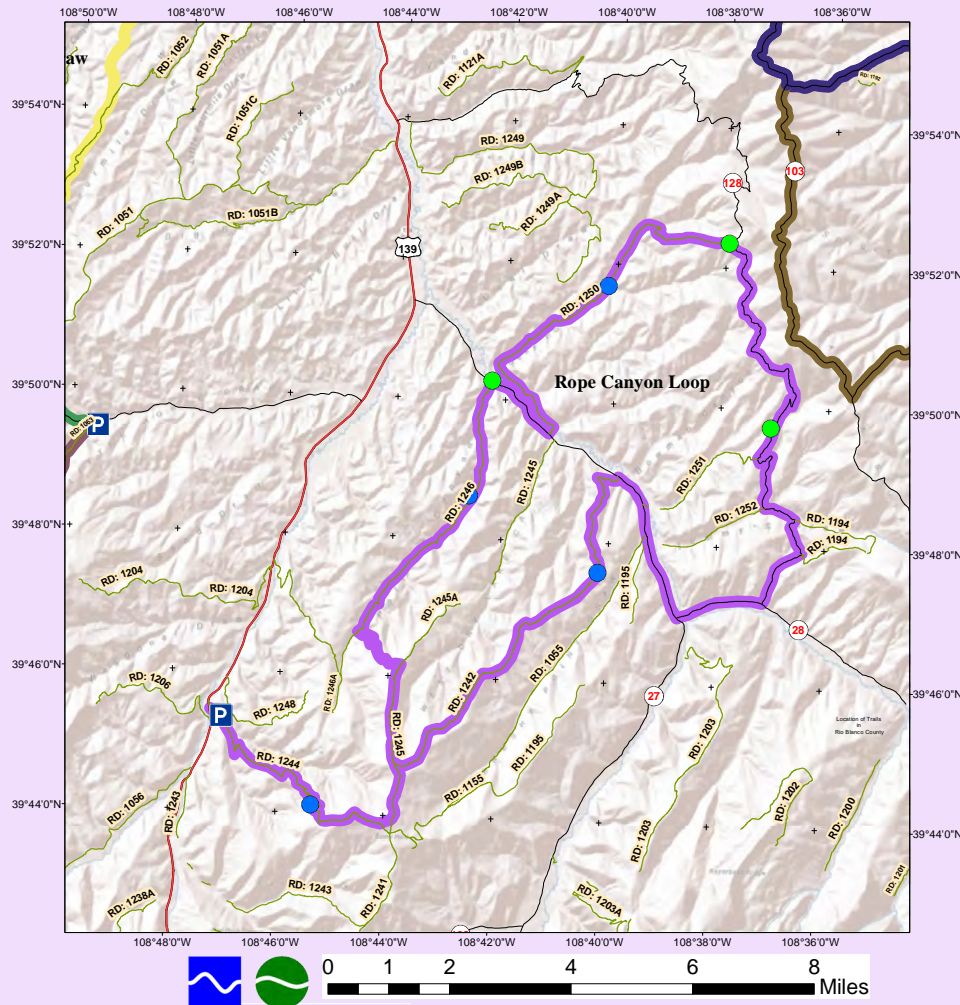 108°50'0"W 108°48'0"W 108°46'0"W 108°44'0"W 108°42'0"W 108°40'0"W 108°38'0"W 108°36'0"W
aw
RD: 1052
RD: 1051A
RD: 1121A
RD: 1192
39°54'0"N
RD: 1051C
39°54'0"N
RD: 1249
RD: 1249B
103
128
RD: 1249A
RD: 1051
RD: 1051B
39°52'0"N
139
39°52'0"N
RD: 1250
39°50'0"N
Rope Canyon Loop
39°50'0"N
P
RD: 1063
RD: 1246
RD: 1245
RD: 1251
RD: 1252
RD: 1194
39°48'0"N
RD: 1194
39°48'0"N
RD: 1204
RD: 1204
RD: 1195
RD: 1245A
28
39°46'0"N
RD: 1055
RD: 1206
RD: 1246A
RD: 1242
27
39°46'0"N
P
RD: 1248
Location of Trails
in
Rio Blanco County
RD: 1245
RD: 1203
RD: 1195
RD: 1244
RD: 1155
39°44'0"N
RD: 1056
RD: 1243
RD: 1202
RD: 1200
39°44'0"N
RD: 1203
RD: 1243
RD: 1241
RD: 1201
RD: 1238A
RD: 1203A
108°48'0"W 108°46'0"W 108°44'0"W 108°42'0"W 108°40'0"W 108°38'0"W 108°36'0"W
0 1 2 4 6 8
Miles